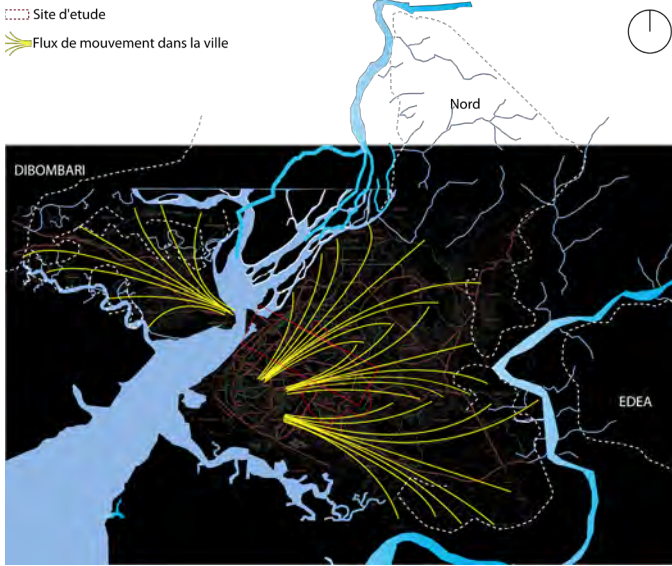 Site d'etude
Flux de mouvement dans la ville
Nord
DIBOMBARI
EDEA